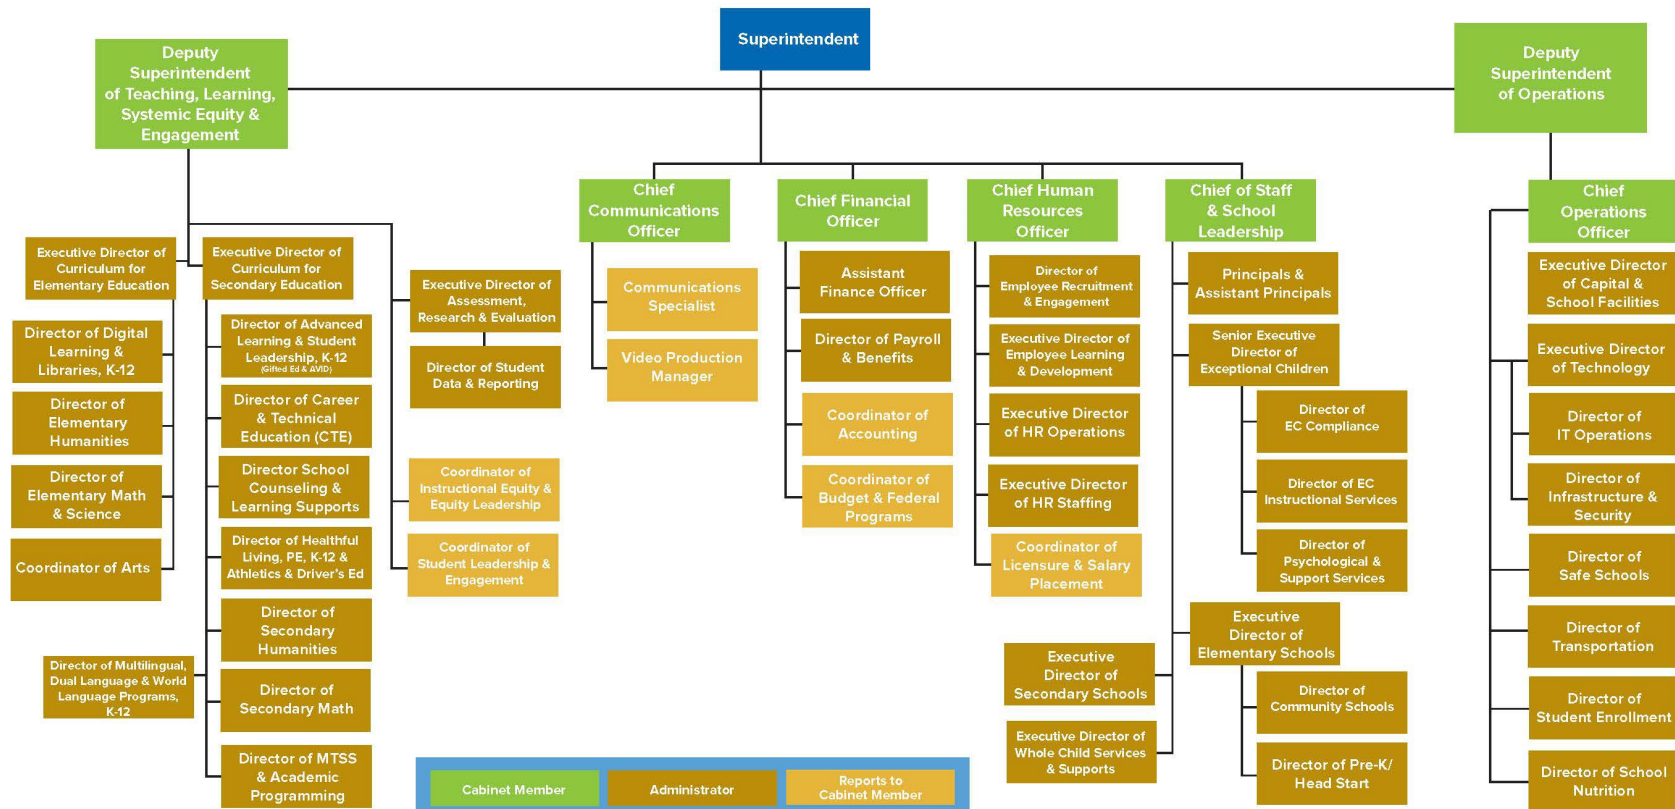 Superintendent
Deputy
Superintendent
of Teaching, Learning,
Systemic Equity &
Engagement
Deputy
Superintendent
of Operations
Chief
Communications
Officer
Chief Financial
Officer
Chief Human
Resources
Officer
Chief of Staff
& School
Leadership
Chief
Operations
Officer
Executive Director of
Curriculum for
Elementary Education
Director of Digital
Learning &
Libraries, K-12
Director of
Elementary
Humanities
Director of
Elementary Math
& Science
Coordinator of Arts
Executive Director of
Curriculum for
Secondary Education
Director of Advanced
Learning & Student
Leadership, K-12
(Gifted Ed & AVID)
Director of Career
& Technical
Education (CTE)
Director School
Counseling &
Learning Supports
Director of Healthful
Living, PE, K-12 &
Athletics & Driver's Ed
Director of
Secondary
Humanities
Director of Multilingual,
Dual Language & World
Language Programs,
K-12
Director of
Secondary Math
Director of MTSS
& Academic
Programming
Executive Director of
Assessment,
Research & Evaluation
Director of Student
Data & Reporting
Coordinator of
Instructional Equity &
Equity Leadership
Coordinator of
Student Leadership &
Engagement
Communications
Specialist
Video Production
Manager
Assistant
Finance Officer
Director of Payroll
& Benefits
Coordinator of
Accounting
Coordinator of
Budget & Federal
Programs
Director of
Employee Recruitment
& Engagement
Executive Director of
Employee Learning
& Development
Executive Director
of HR Operations
Executive Director
of HR Staffing
Coordinator of
Licensure & Salary
Placement
Principals &
Assistant Principals
Senior Executive
Director of
Exceptional Children
Director of
EC Compliance
Director of EC
Instructional Services
Director of
Psychological &
Support Services
Executive
Director of
Elementary Schools
Executive
Director of
Secondary Schools
Director of
Community Schools
Executive Director of
Whole Child Services
& Supports
Director of Pre-K/
Head Start
Executive Director
of Capital &
School Facilities
Executive Director
of Technology
Director of
IT Operations
Director of
Infrastructure &
Security
Director of
Safe Schools
Director of
Transportation
Director of
Student Enrollment
Director of School
Nutrition
Cabinet Member
Administrator
Reports to
Cabinet Member